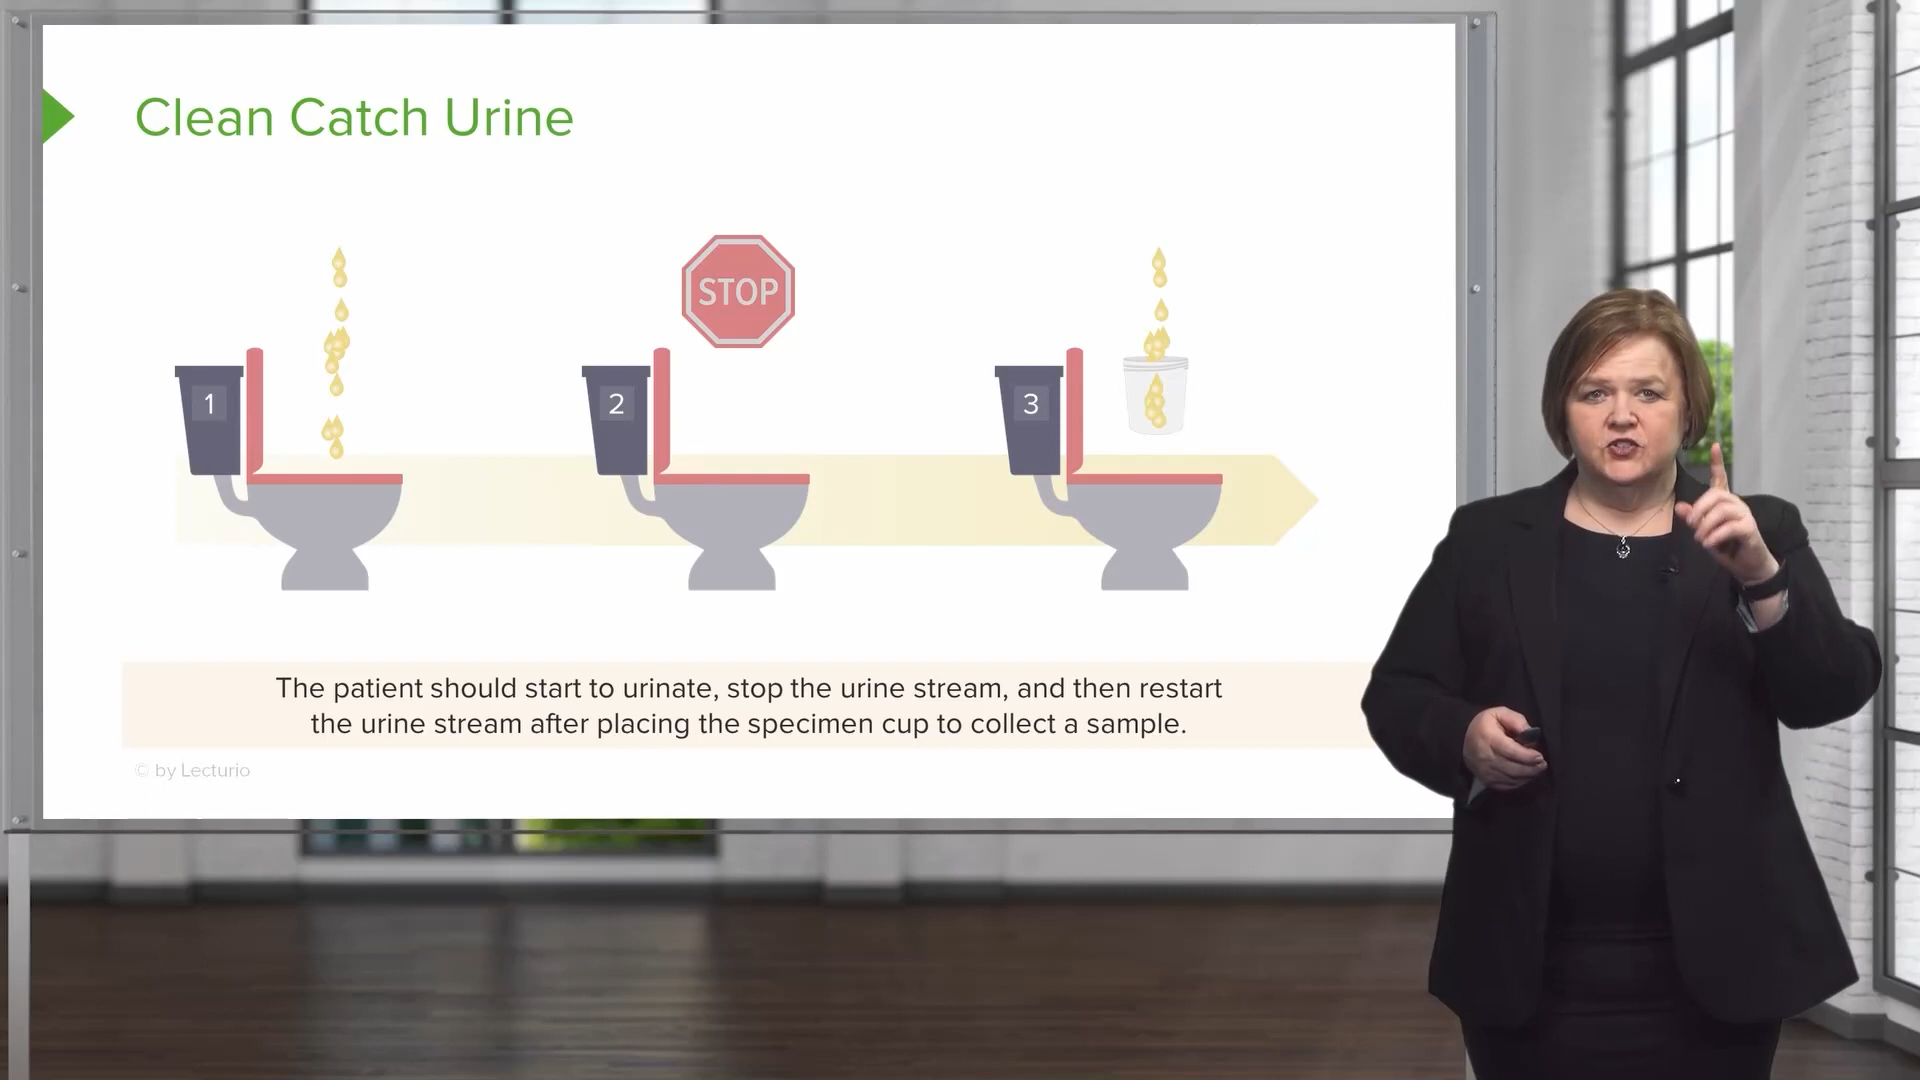 Clean Catch Urine
STOP
1
2
3
The patient should start to urinate, stop the urine stream, and then restart
the urine stream after placing the specimen cup to collect a sample.
© by Lecturio